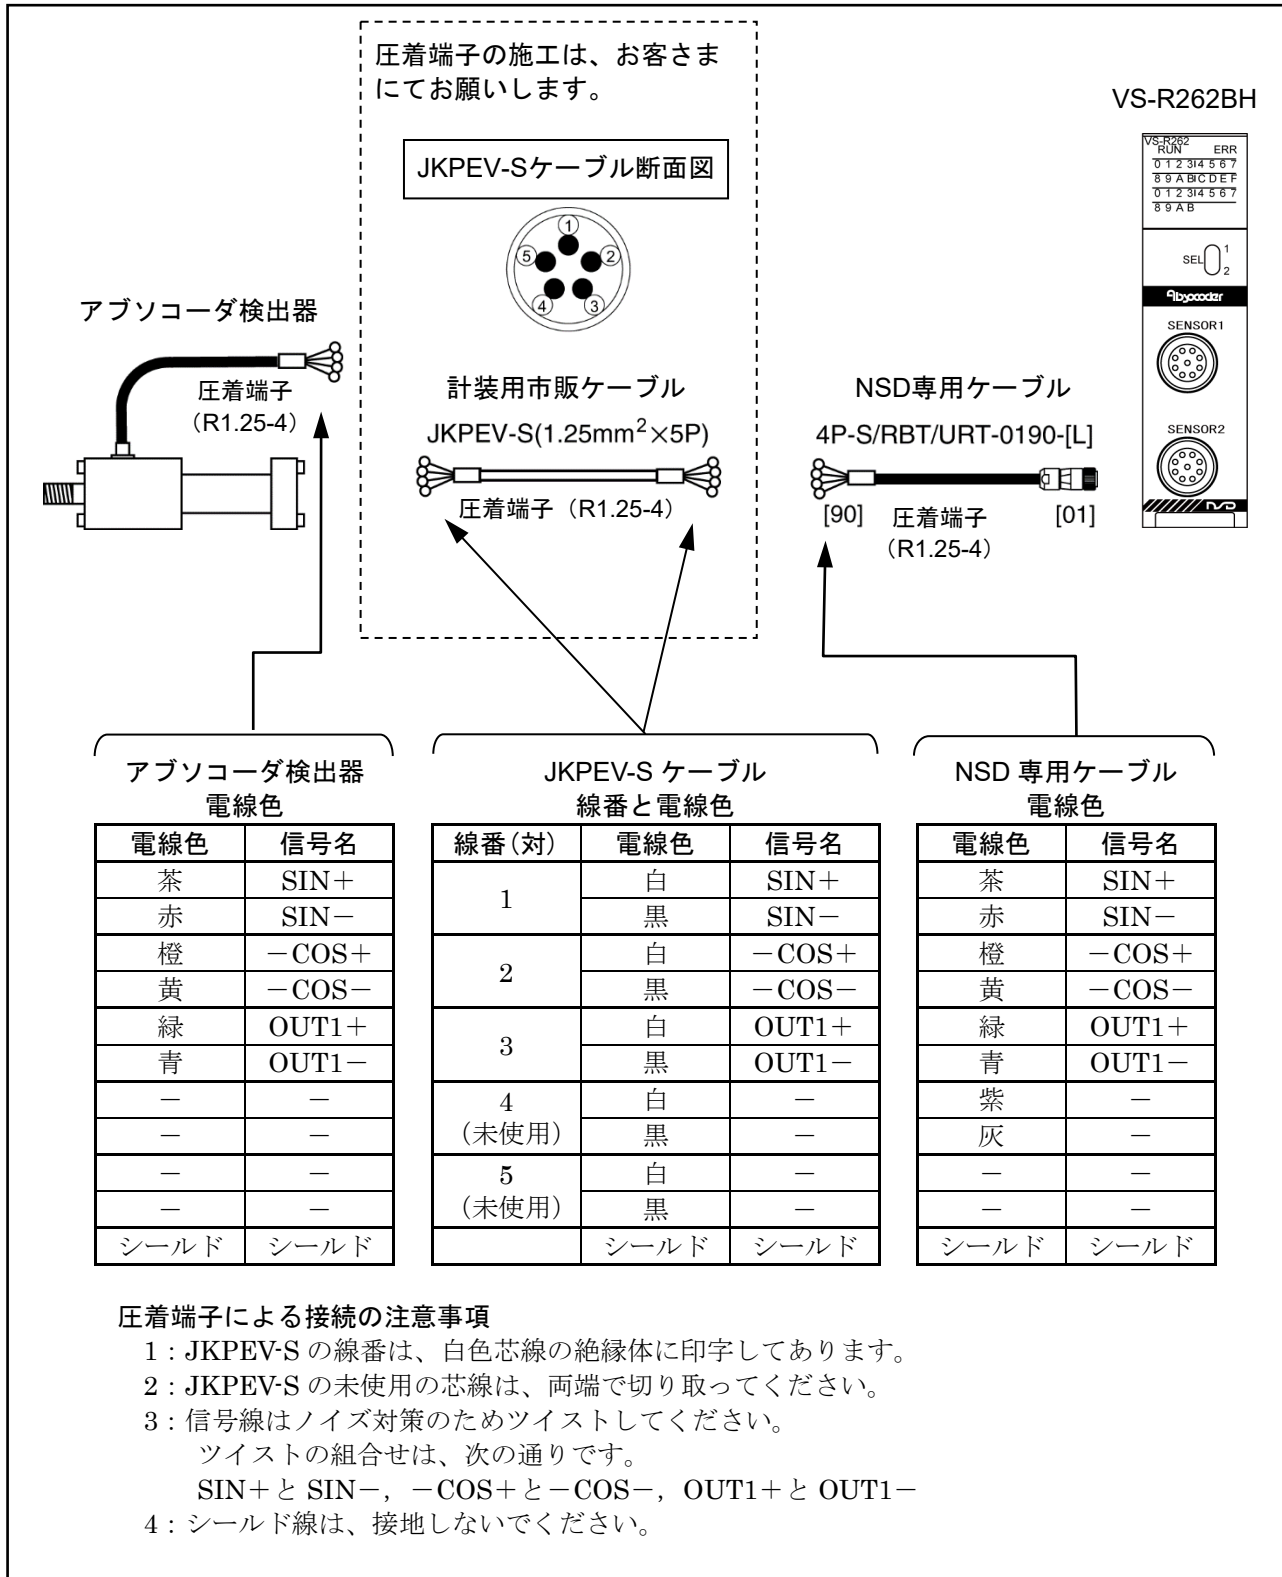 圧着端子の施工は、お客さま
にてお願いします。
JKPEV-Sケーブル断面図
1
2
3
4
5
VS-R262BH
VS-R262
RUN ERR
0 1 2 3 4 5 6 7
8 9 A B C D E F
0 1 2 3 4 5 6 7
8 9 A B
SEL 1
2
Absocoder
SENSOR1
SENSOR2
NSD
アブソコーダ検出器
圧着端子
(R1.25-4)
計装用市販ケーブル
JKPEV-S(1.25mm²×5P)
圧着端子(R1.25-4)
NSD専用ケーブル
4P-S/RBT/URT-0190-[L]
[90] 圧着端子 [01]
(R1.25-4)
アブソコーダ検出器
電線色
電線色 信号名
茶 SIN+
赤 SIN−
橙 −COS+
黄 −COS−
緑 OUT1+
青 OUT1−
− −
− −
− −
− −
シールド シールド
JKPEV-S ケーブル
線番と電線色
線番(対) 電線色 信号名
1 白 SIN+
黒 SIN−
2 白 −COS+
黒 −COS−
3 白 OUT1+
黒 OUT1−
4 白 −
(未使用) 黒 −
5 白 −
(未使用) 黒 −
シールド シールド
NSD 専用ケーブル
電線色
電線色 信号名
茶 SIN+
赤 SIN−
橙 −COS+
黄 −COS−
緑 OUT1+
青 OUT1−
紫 −
灰 −
− −
− −
シールド シールド
圧着端子による接続の注意事項
1:JKPEV-S の線番は、白色芯線の絶縁体に印字してあります。
2:JKPEV-S の未使用の芯線は、両端で切り取ってください。
3:信号線はノイズ対策のためツイストしてください。
ツイストの組合せは、次の通りです。
SIN+と SIN−, −COS+と−COS−, OUT1+と OUT1−
4:シールド線は、接地しないでください。